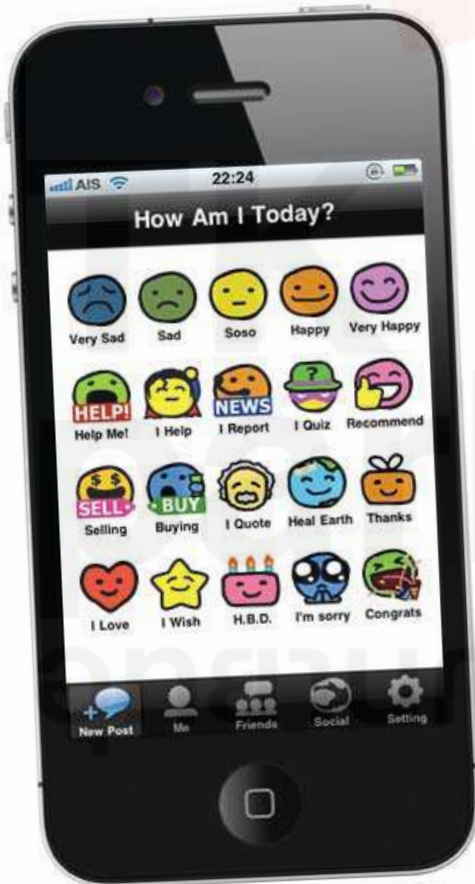 AIS 22:24
How Am I Today?
Very Sad Sad Soso Happy Very Happy
HELP! NEWS ?
Help Me! I Help I Report I Quiz Recommend
$ $
SELL BUY
Selling Buying I Quote Heal Earth Thanks
I Love I Wish H.B.D. I'm sorry Congrats
New Post Me Friends Social Setting